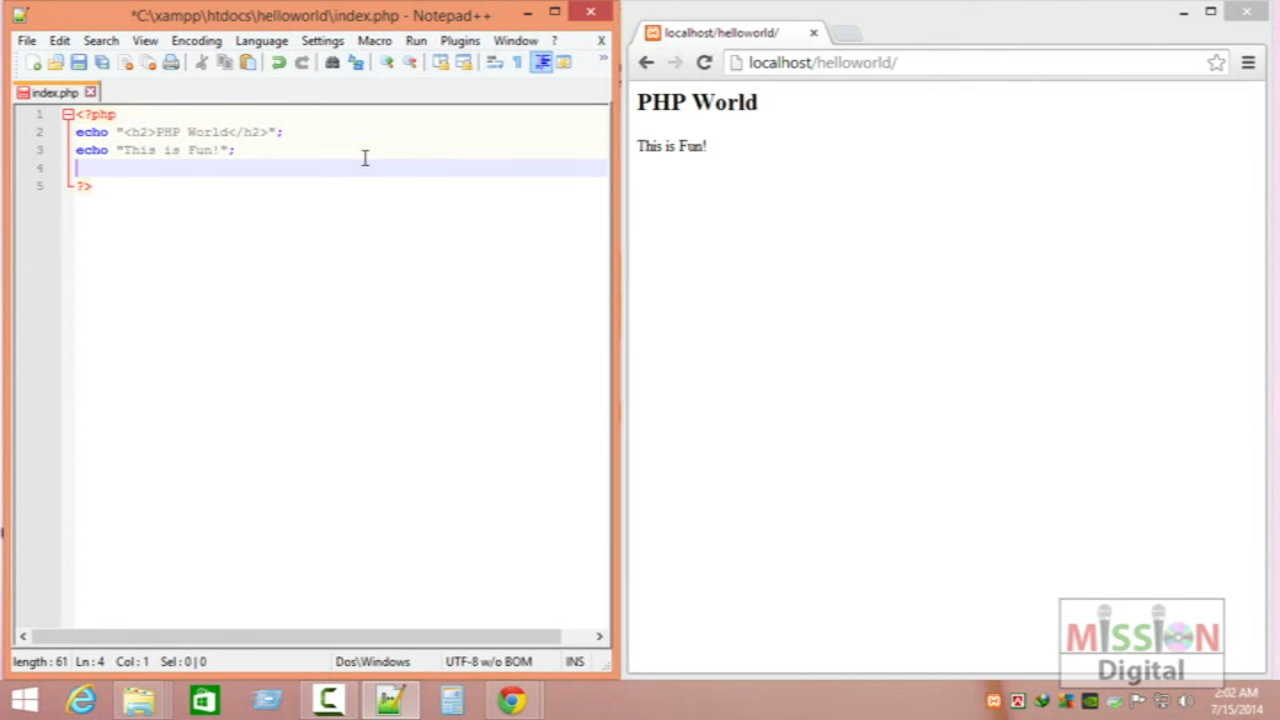 *C:\xampp\htdocs\helloworld\index.php - Notepad++
File Edit Search View Encoding Language Settings Macro Run Plugins Window ? X
index.php
1 <?php
2 echo "<h2>PHP World</h2>";
3 echo "This is Fun!";
4
5 ?>
length : 61 Ln : 4 Col : 1 Sel : 0 | 0 Dos\Windows UTF-8 w/o BOM INS
localhost/helloworld/
localhost/helloworld/
PHP World
This is Fun!
MISSION
Digital
2:02 AM
7/15/2014